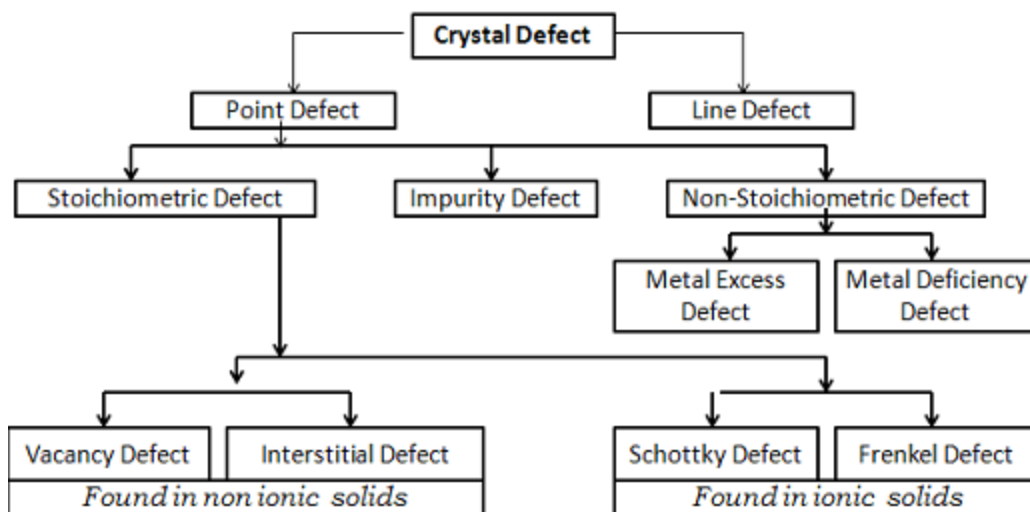 Crystal Defect
Point Defect
Line Defect
Stoichiometric Defect
Impurity Defect
Non-Stoichiometric Defect
Metal Excess
Defect
Metal Deficiency
Defect
Vacancy Defect
Interstitial Defect
Schottky Defect
Frenkel Defect
Found in non ionic solids
Found in ionic solids